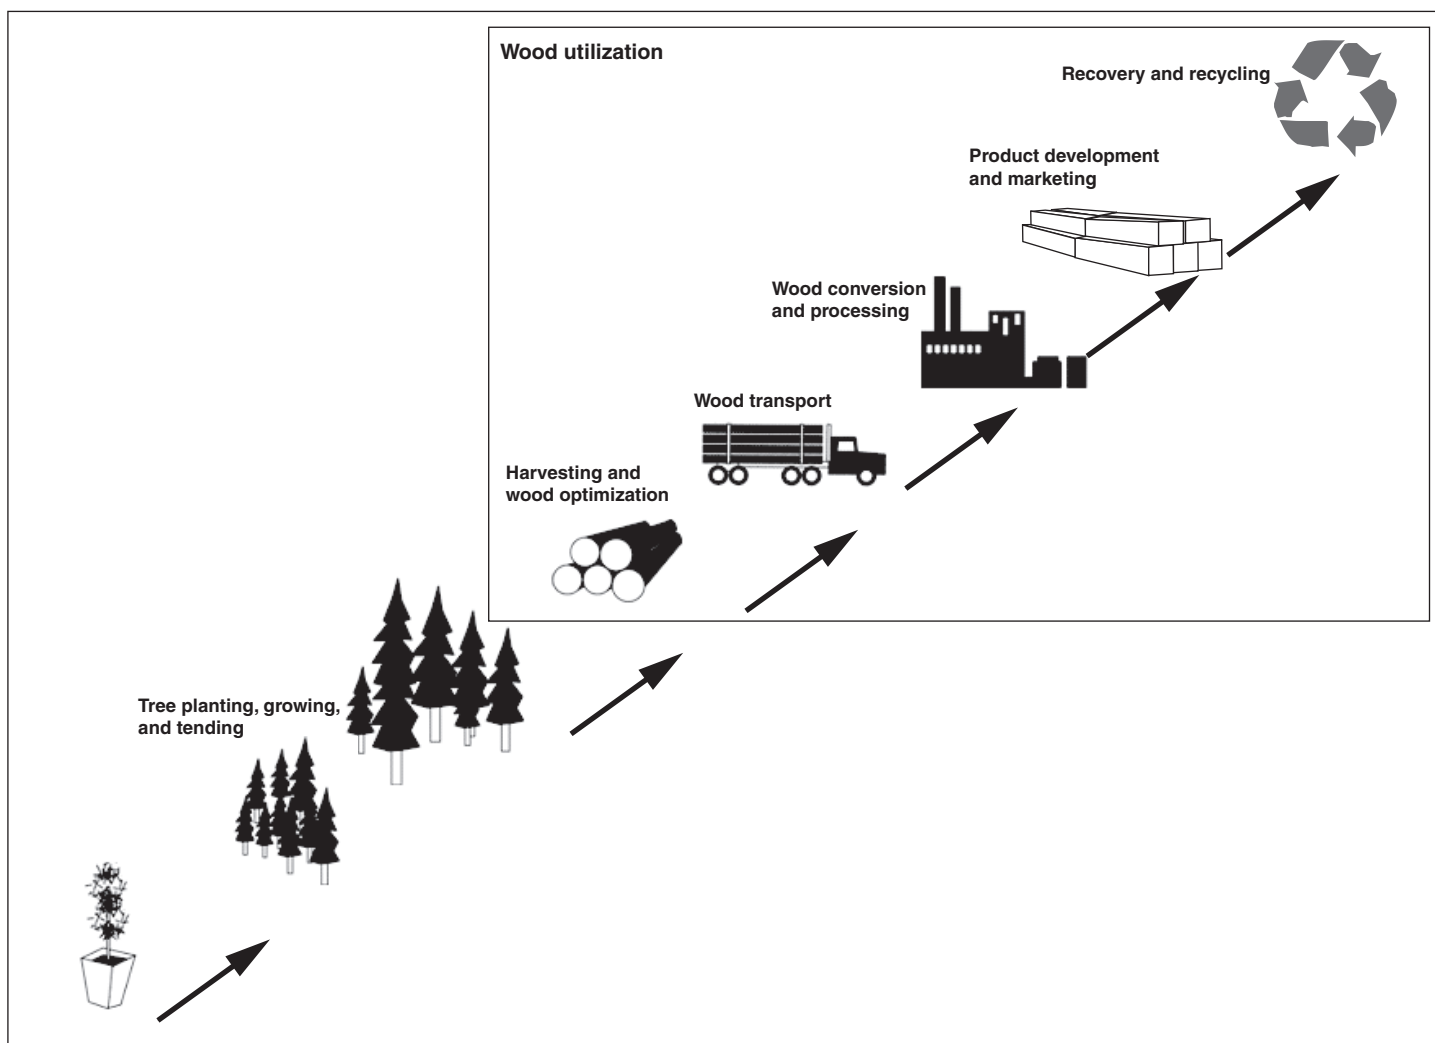 Wood utilization
Recovery and recycling
Product development
and marketing
Wood conversion
and processing
Wood transport
Harvesting and
wood optimization
Tree planting, growing,
and tending